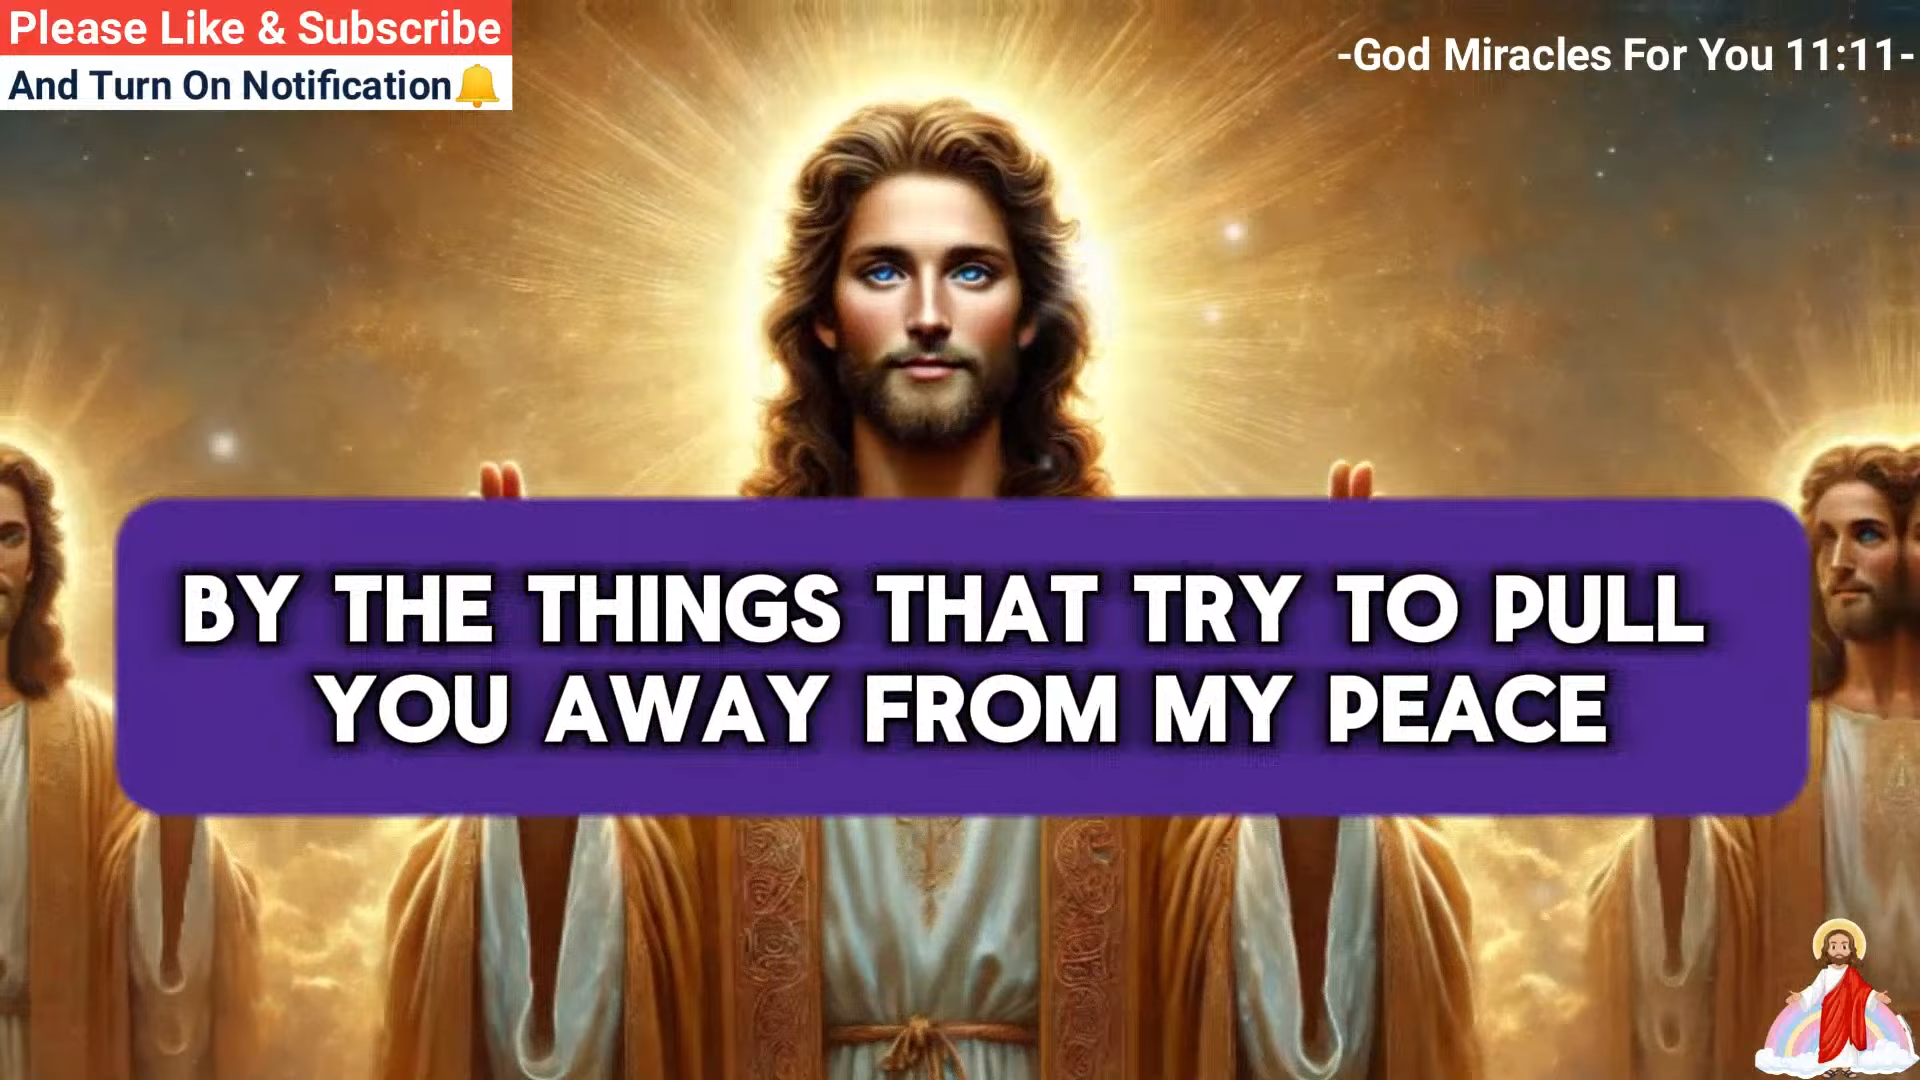 Please Like & Subscribe
And Turn On Notification🔔
-God Miracles For You 11:11-
BY THE THINGS THAT TRY TO PULL
YOU AWAY FROM MY PEACE